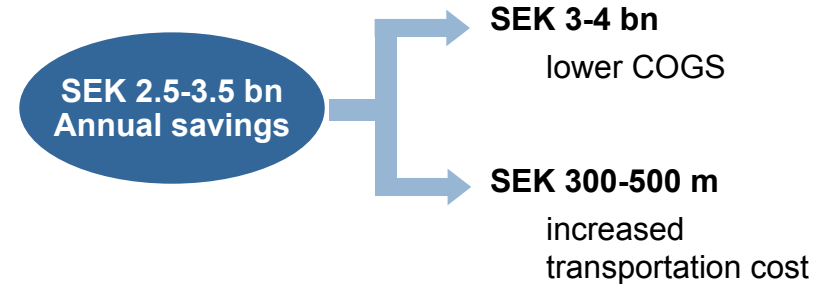 SEK 2.5-3.5 bn
Annual savings
SEK 3-4 bn
lower COGS
SEK 300-500 m
increased
transportation cost